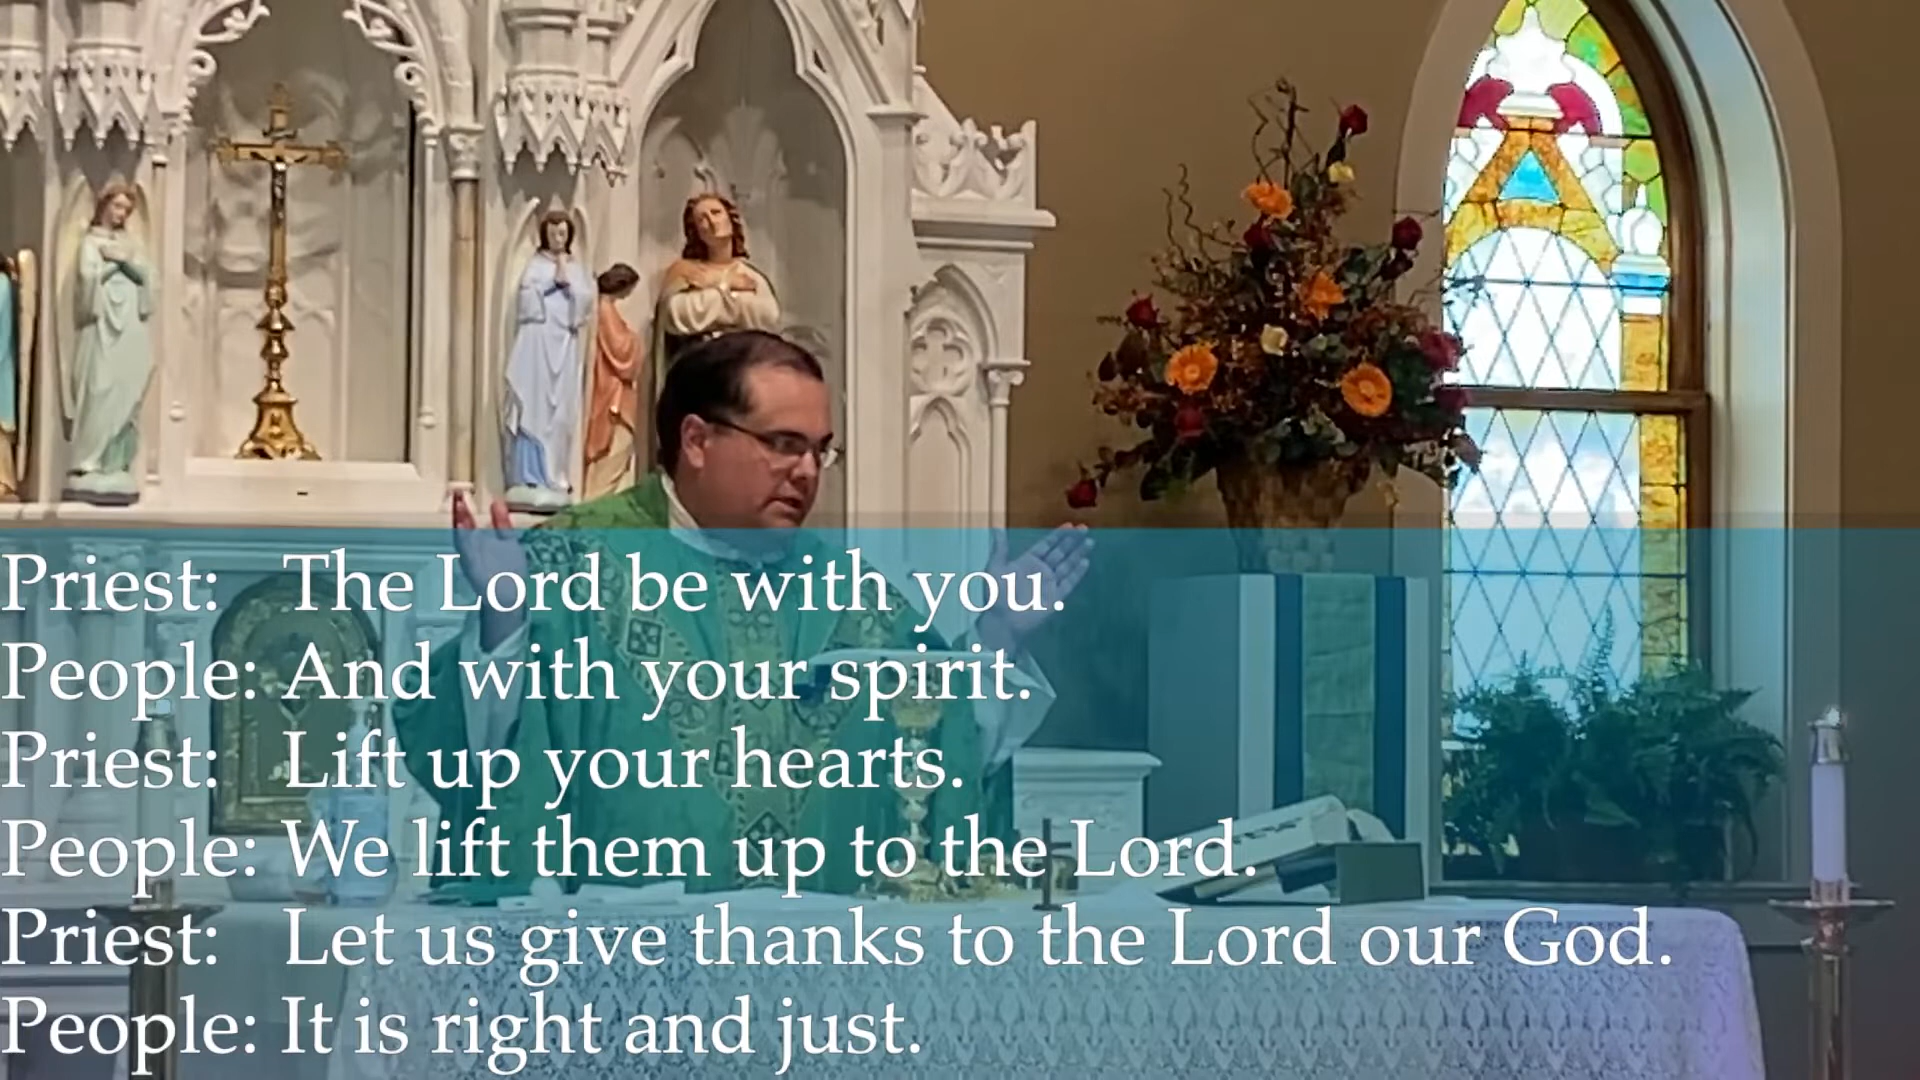 Priest: The Lord be with you.
People: And with your spirit.
Priest: Lift up your hearts.
People: We lift them up to the Lord.
Priest: Let us give thanks to the Lord our God.
People: It is right and just.